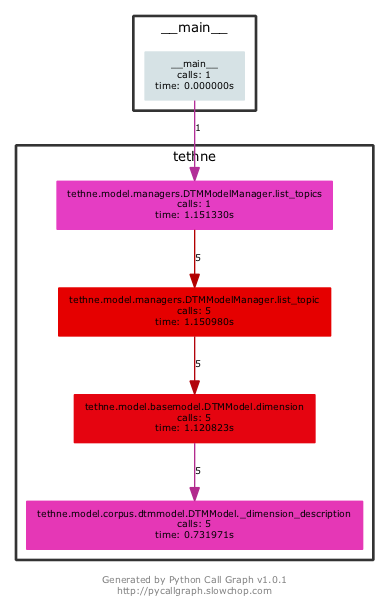 __main__
__main__
calls: 1
time: 0.000000s
1
tethne
tethne.model.managers.DTMModelManager.list_topics
calls: 1
time: 1.151330s
5
tethne.model.managers.DTMModelManager.list_topic
calls: 5
time: 1.150980s
5
tethne.model.basemodel.DTMModel.dimension
calls: 5
time: 1.120823s
5
tethne.model.corpus.dtmmodel.DTMModel._dimension_description
calls: 5
time: 0.731971s
Generated by Python Call Graph v1.0.1
http://pycallgraph.slowchop.com